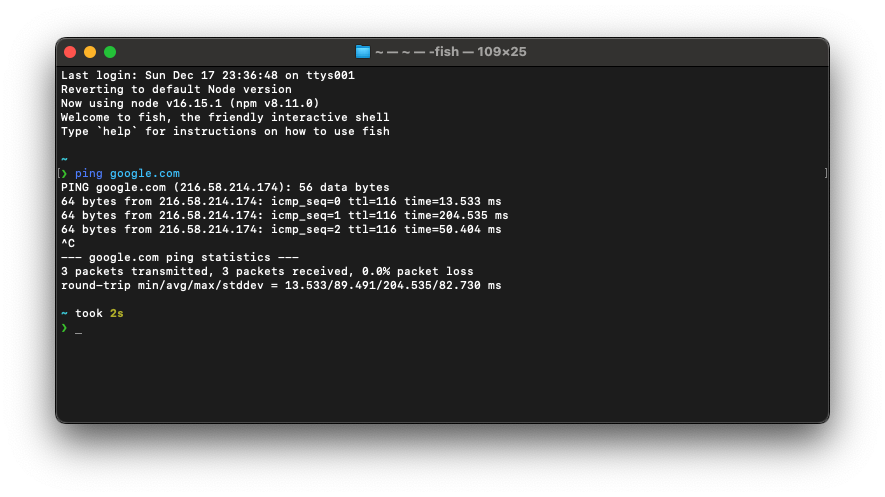 ~ — ~ — -fish — 109×25
Last login: Sun Dec 17 23:36:48 on ttys001
Reverting to default Node version
Now using node v16.15.1 (npm v8.11.0)
Welcome to fish, the friendly interactive shell
Type `help` for instructions on how to use fish
~
[❯ ping google.com ]
PING google.com (216.58.214.174): 56 data bytes
64 bytes from 216.58.214.174: icmp_seq=0 ttl=116 time=13.533 ms
64 bytes from 216.58.214.174: icmp_seq=1 ttl=116 time=204.535 ms
64 bytes from 216.58.214.174: icmp_seq=2 ttl=116 time=50.404 ms
^C
--- google.com ping statistics ---
3 packets transmitted, 3 packets received, 0.0% packet loss
round-trip min/avg/max/stddev = 13.533/89.491/204.535/82.730 ms
~ took 2s
❯ _